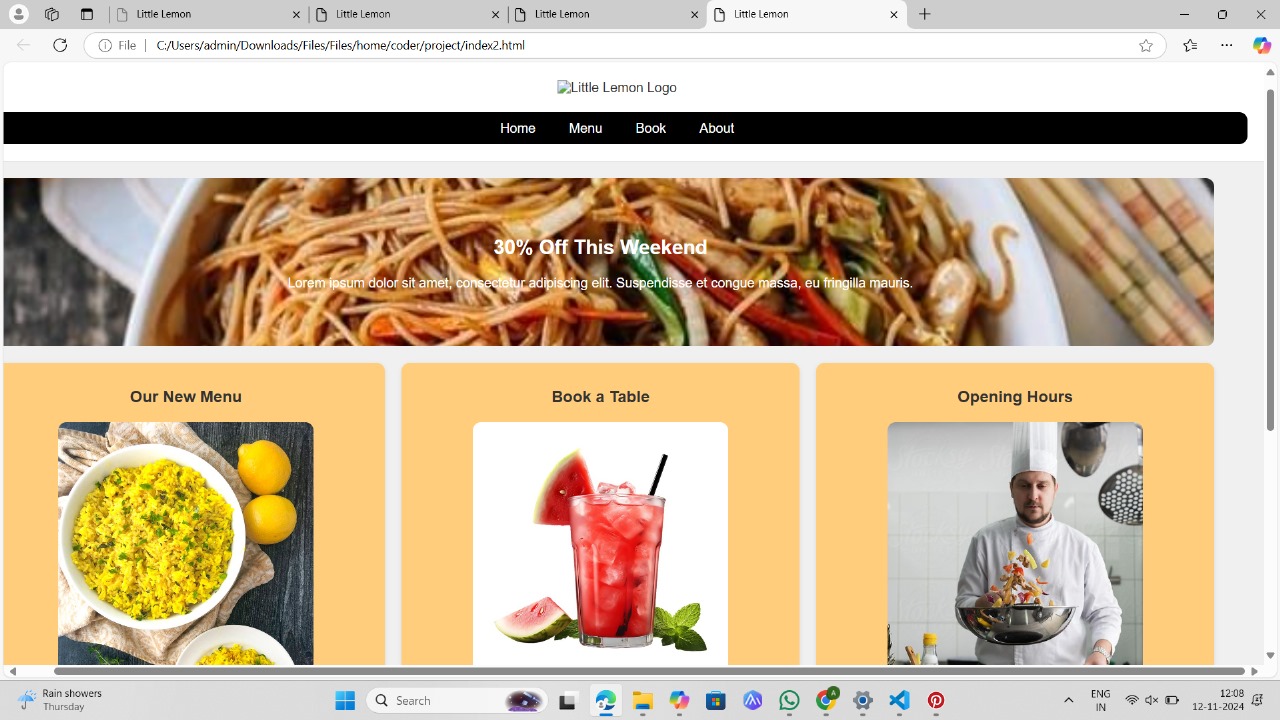 Little Lemon
Little Lemon
Little Lemon
Little Lemon
File
C:/Users/admin/Downloads/Files/Files/home/coder/project/index2.html
Little Lemon Logo
Home Menu Book About
30% Off This Weekend
Lorem ipsum dolor sit amet, consectetur adipiscing elit. Suspendisse et congue massa, eu fringilla mauris.
Our New Menu
Book a Table
Opening Hours
Rain showers
Thursday
Search
A
ENG
IN
12:08
12-11-2024